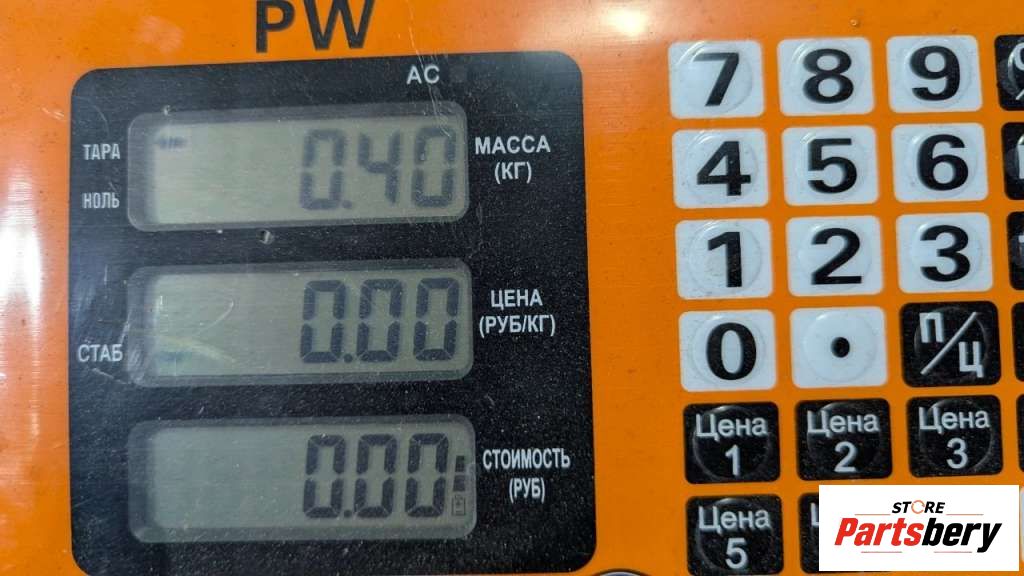 PW
AC
ТАРА
0.40
МАССА
(КГ)
НОЛЬ
0.00
ЦЕНА
(РУБ/КГ)
СТАБ
0.00
СТОИМОСТЬ
(РУБ)
7 8 9
4 5 6
1 2 3
0 . П/Ц
Цена 1
Цена 2
Цена 3
Цена 5
STORE
Partsbery